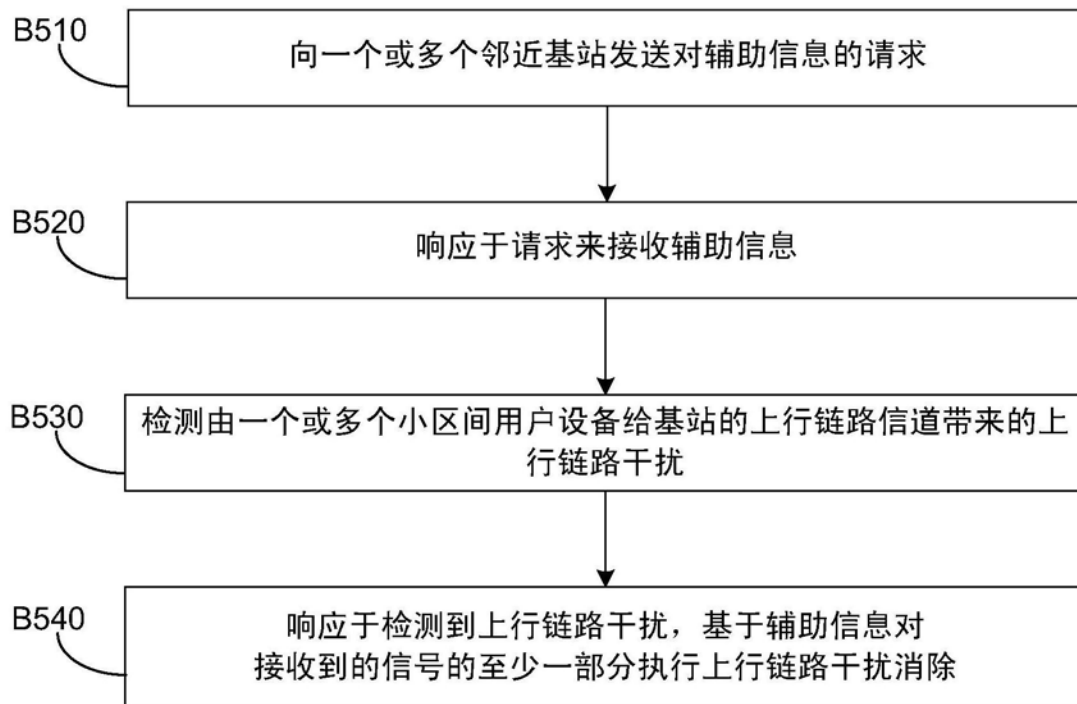 B510
向一个或多个邻近基站发送对辅助信息的请求
B520
响应于请求来接收辅助信息
B530
检测由一个或多个小区间用户设备给基站的上行链路信道带来的上
行链路干扰
B540
响应于检测到上行链路干扰，基于辅助信息对
接收到的信号的至少一部分执行上行链路干扰消除